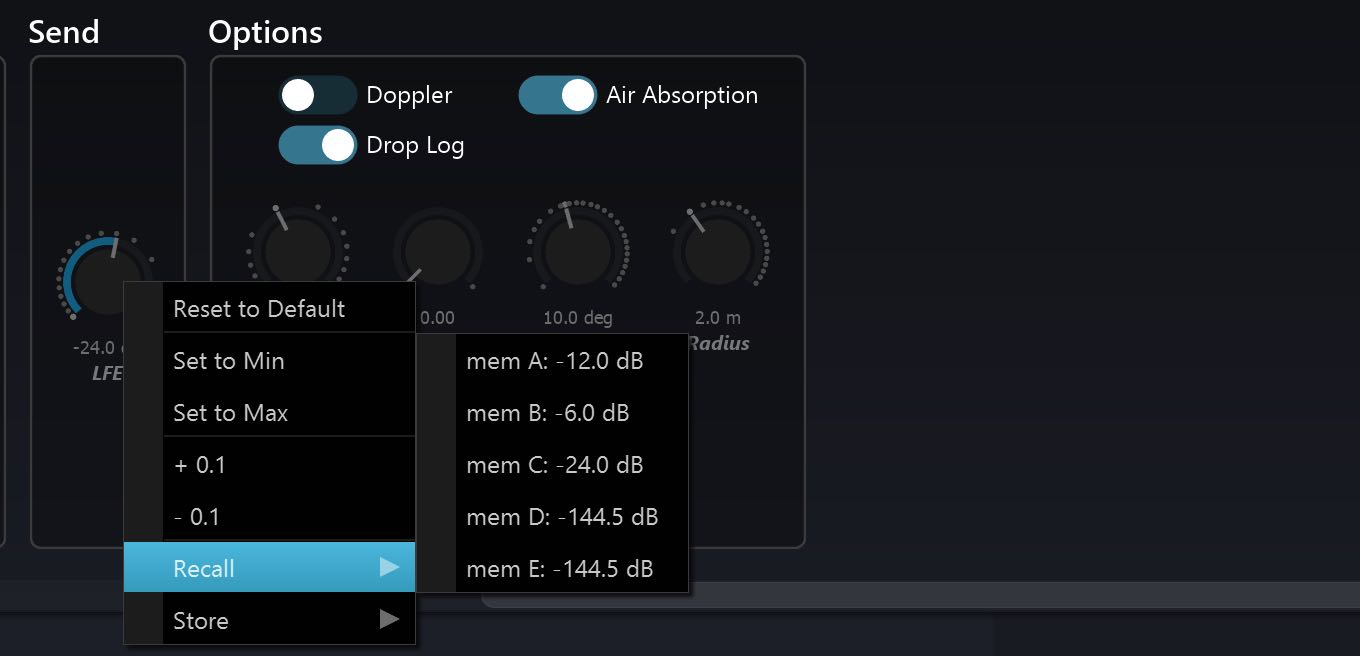 Send
Options
Doppler
Air Absorption
Drop Log
0.00
10.0 deg
2.0 m
-24.0
LFE
Radius
Reset to Default
Set to Min
Set to Max
+ 0.1
- 0.1
Recall
Store
mem A: -12.0 dB
mem B: -6.0 dB
mem C: -24.0 dB
mem D: -144.5 dB
mem E: -144.5 dB